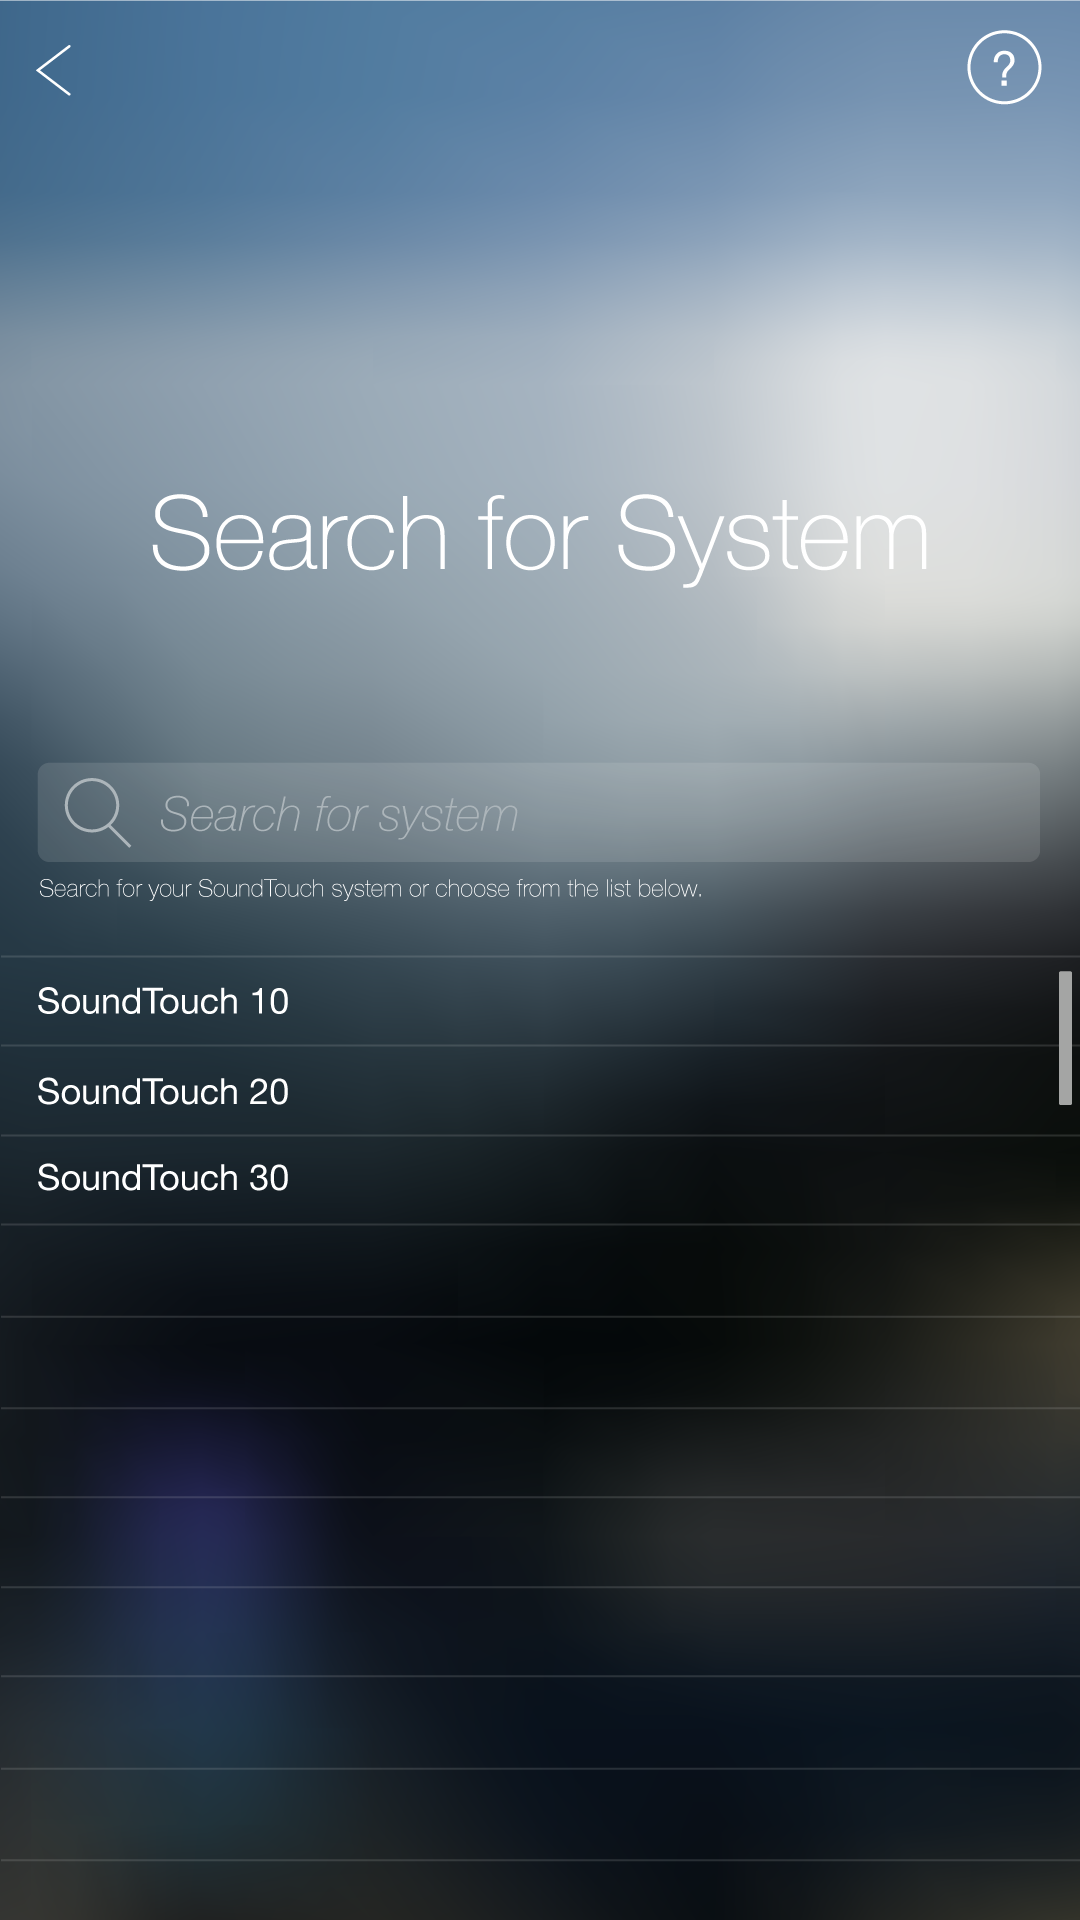 ?
Search for System
Search for system
Search for your SoundTouch system or choose from the list below.
SoundTouch 10
SoundTouch 20
SoundTouch 30